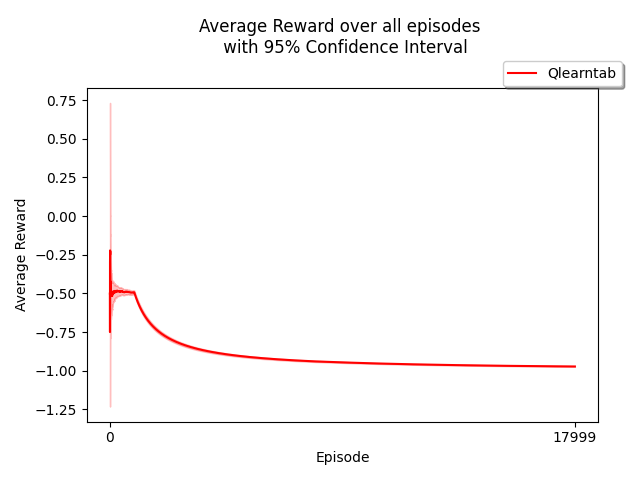 Average Reward over all episodes
with 95% Confidence Interval
Qlearntab
0.75
0.50
0.25
0.00
−0.25
−0.50
−0.75
−1.00
−1.25
Average Reward
0
17999
Episode